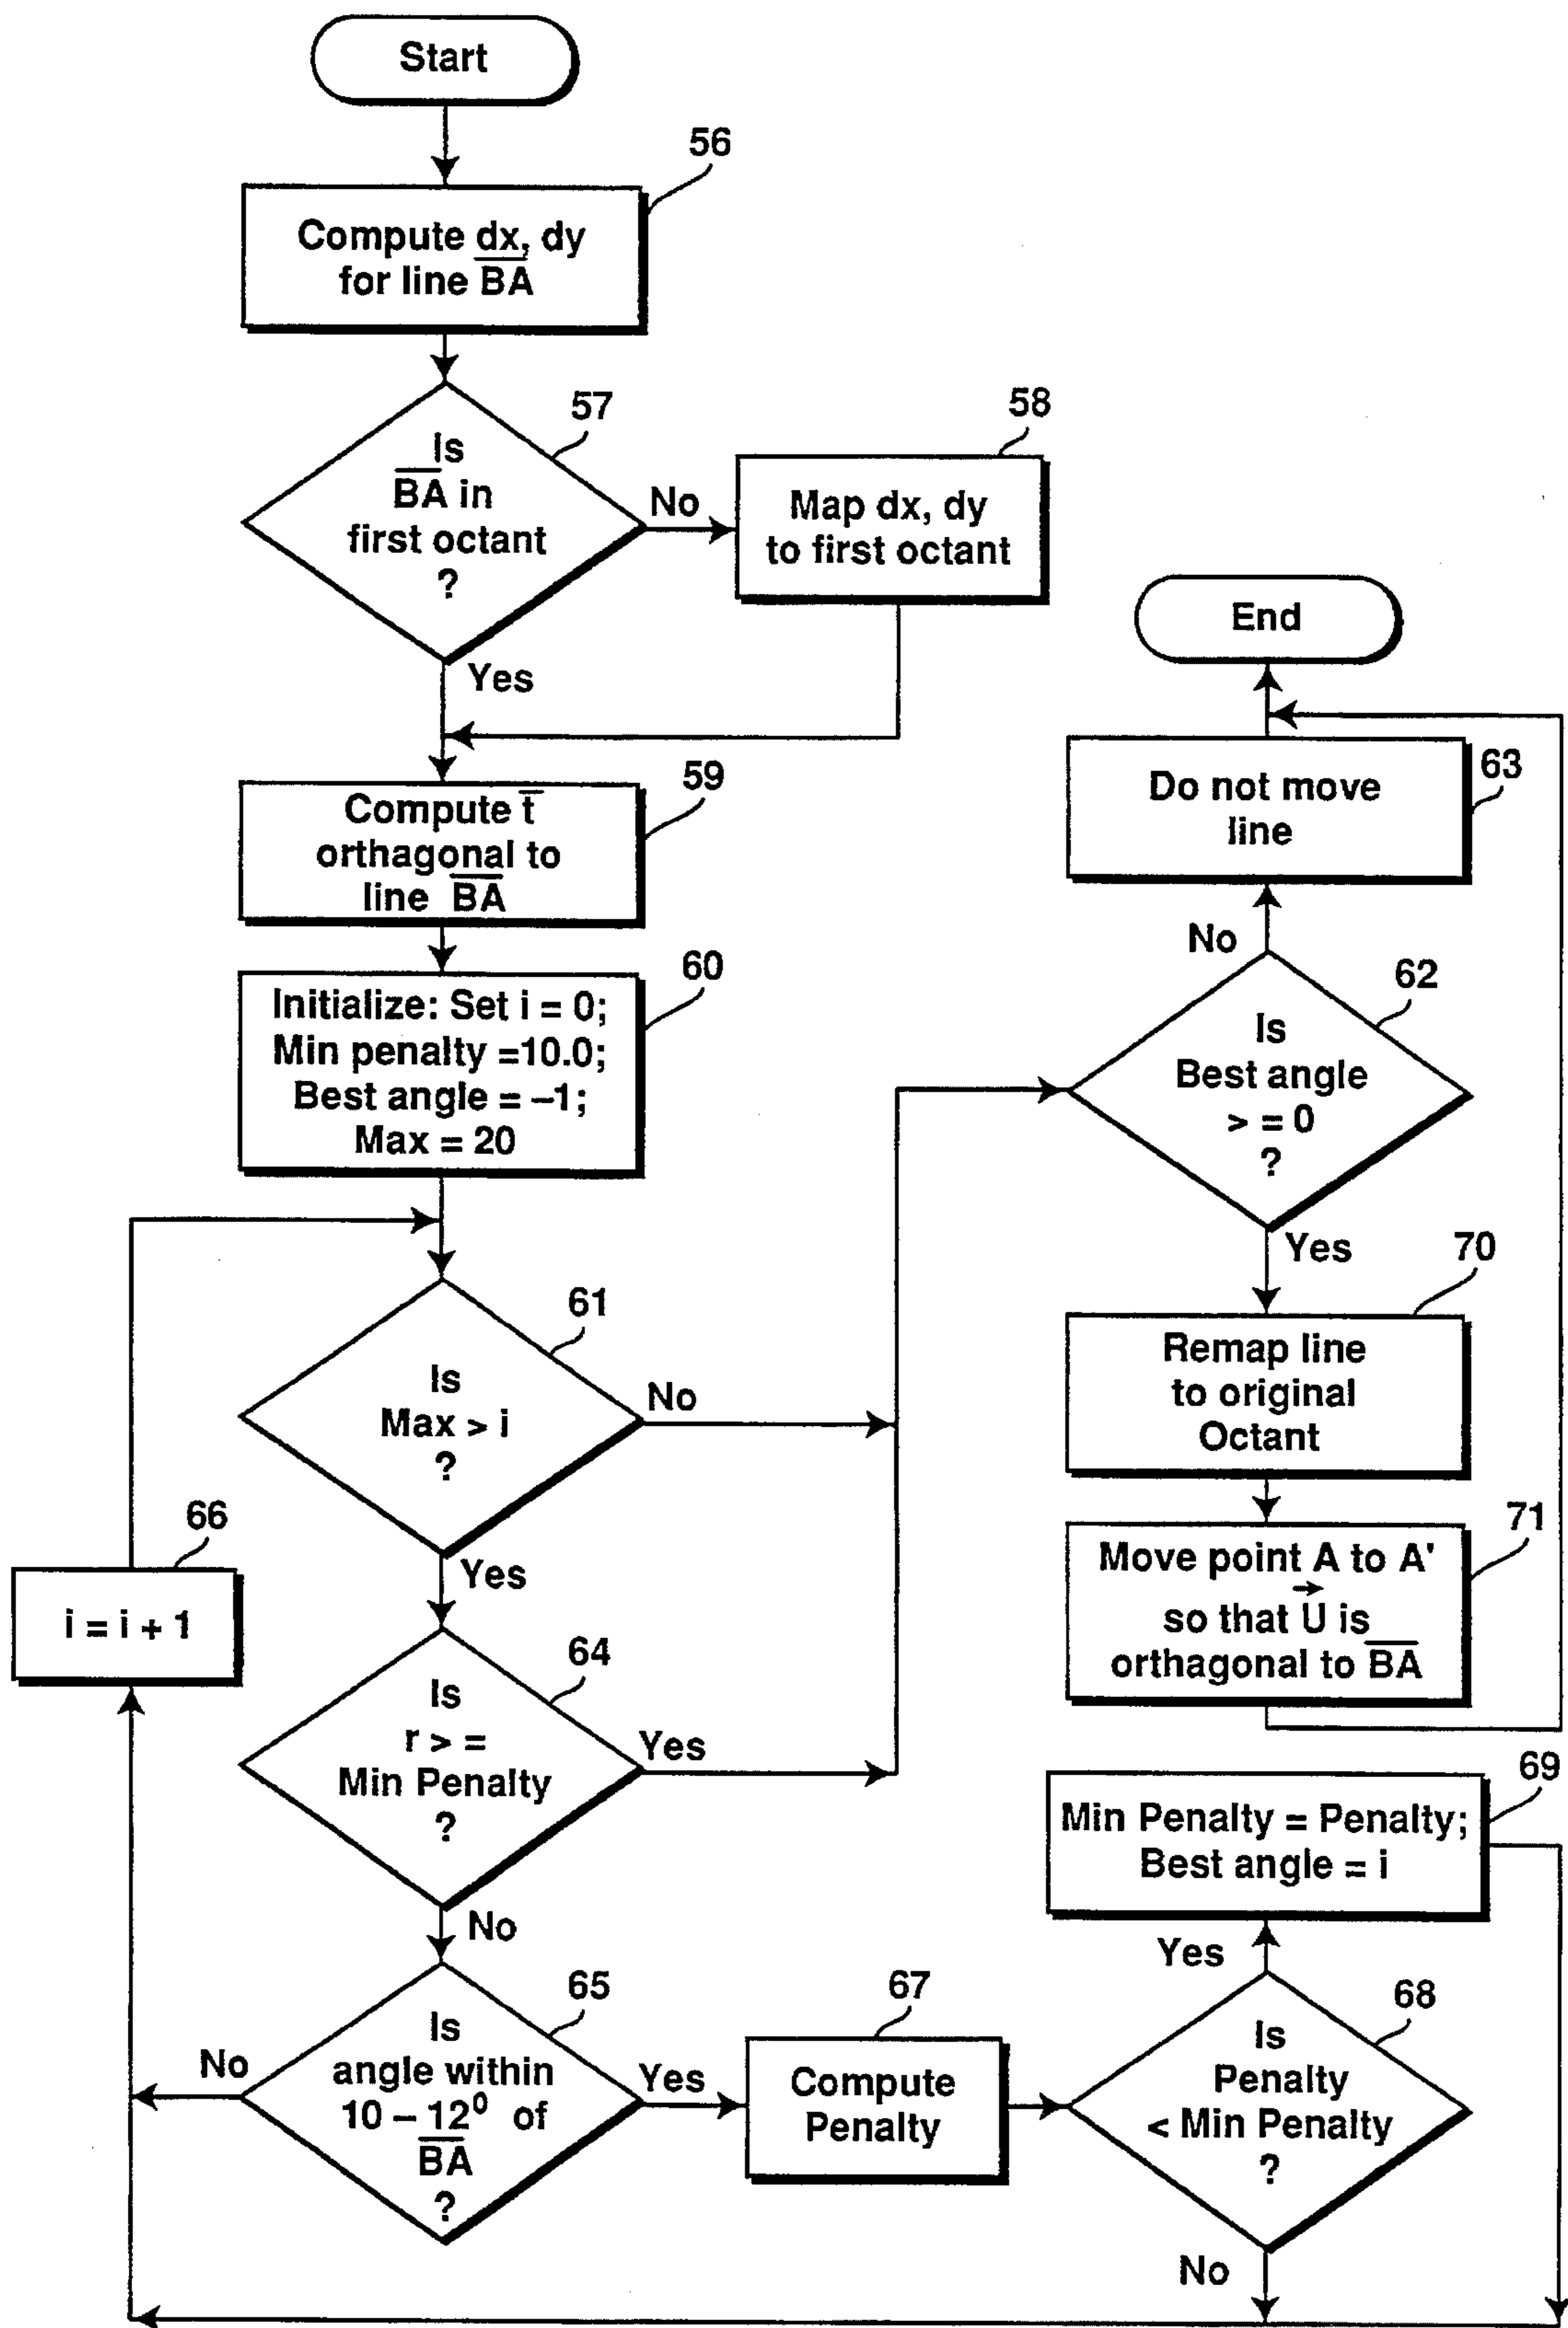 Start
56
Compute dx, dy
for line BA
57
Is
BA in
first octant
?
No
Yes
58
Map dx, dy
to first octant
59
Compute t
orthagonal to
line BA
60
Initialize: Set i = 0;
Min penalty =10.0;
Best angle = –1;
Max = 20
61
Is
Max > i
?
No
Yes
66
i = i + 1
64
Is
r > =
Min Penalty
?
Yes
No
65
Is
angle within
10 – 12⁰ of
BA
?
No
Yes
67
Compute
Penalty
68
Is
Penalty
< Min Penalty
?
Yes
No
69
Min Penalty = Penalty;
Best angle = i
End
63
Do not move
line
No
62
Is
Best angle
> = 0
?
Yes
70
Remap line
to original
Octant
71
Move point A to A'
so that U is
orthagonal to BA